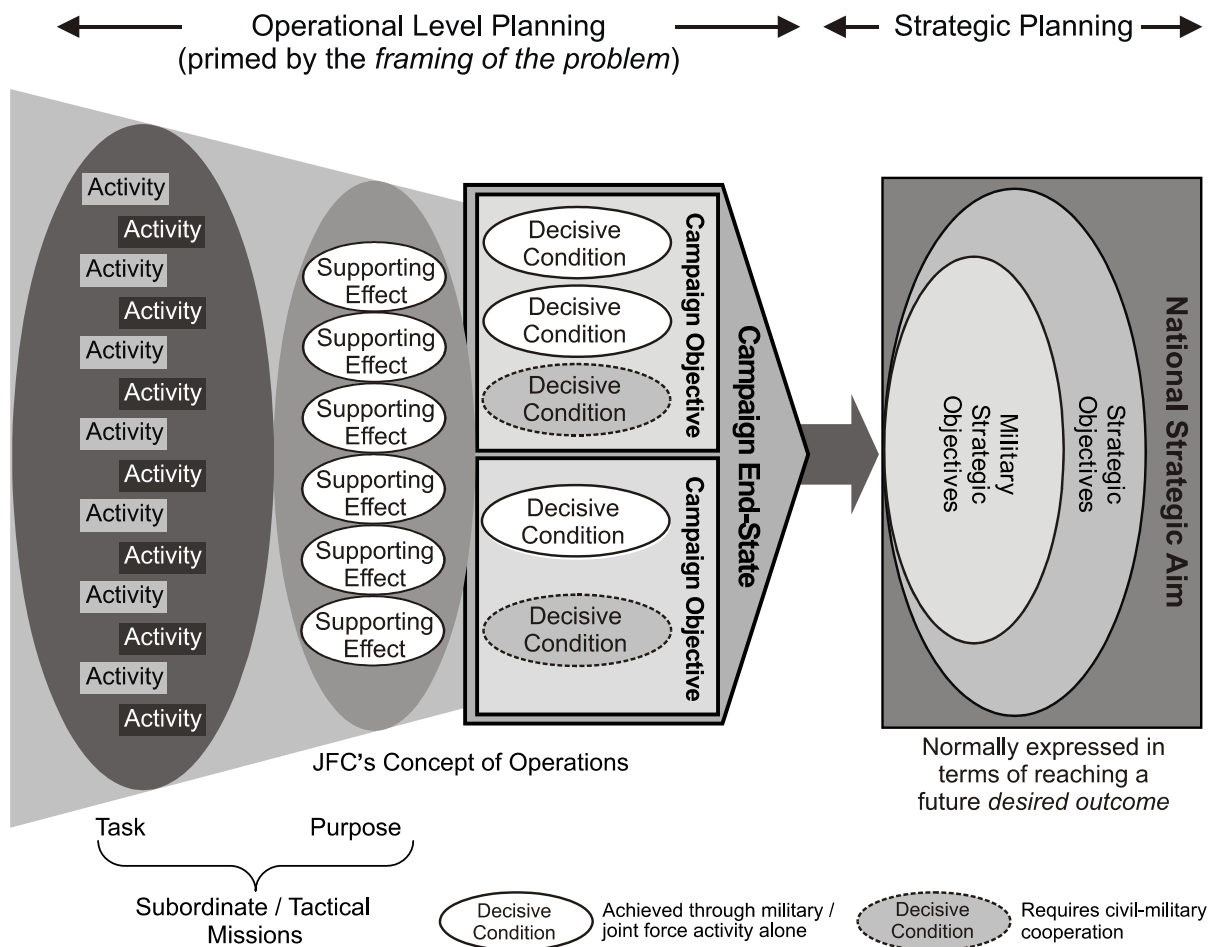 Operational Level Planning
(primed by the framing of the problem)
Strategic Planning
Activity
Activity
Activity
Activity
Activity
Activity
Activity
Activity
Activity
Activity
Activity
Activity
Activity
Activity
Supporting
Effect
Supporting
Effect
Supporting
Effect
Supporting
Effect
Supporting
Effect
Supporting
Effect
Decisive
Condition
Decisive
Condition
Decisive
Condition
Campaign Objective
Decisive
Condition
Decisive
Condition
Campaign Objective
Campaign End-State
Military
Strategic
Objectives
Strategic
Objectives
National Strategic Aim
JFC's Concept of Operations
Normally expressed in
terms of reaching a
future desired outcome
Task
Purpose
Subordinate / Tactical
Missions
Decisive
Condition
Achieved through military /
joint force activity alone
Decisive
Condition
Requires civil-military
cooperation